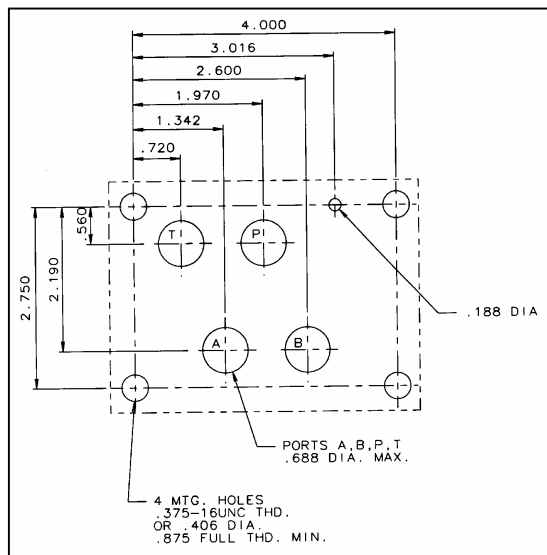 4.000
3.016
2.600
1.970
1.342
.720
.560
2.190
2.750
T
P
A
B
.188 DIA
PORTS A,B,P,T
.688 DIA. MAX.
4 MTG. HOLES
.375-16UNC THD.
OR .406 DIA.
.875 FULL THD. MIN.